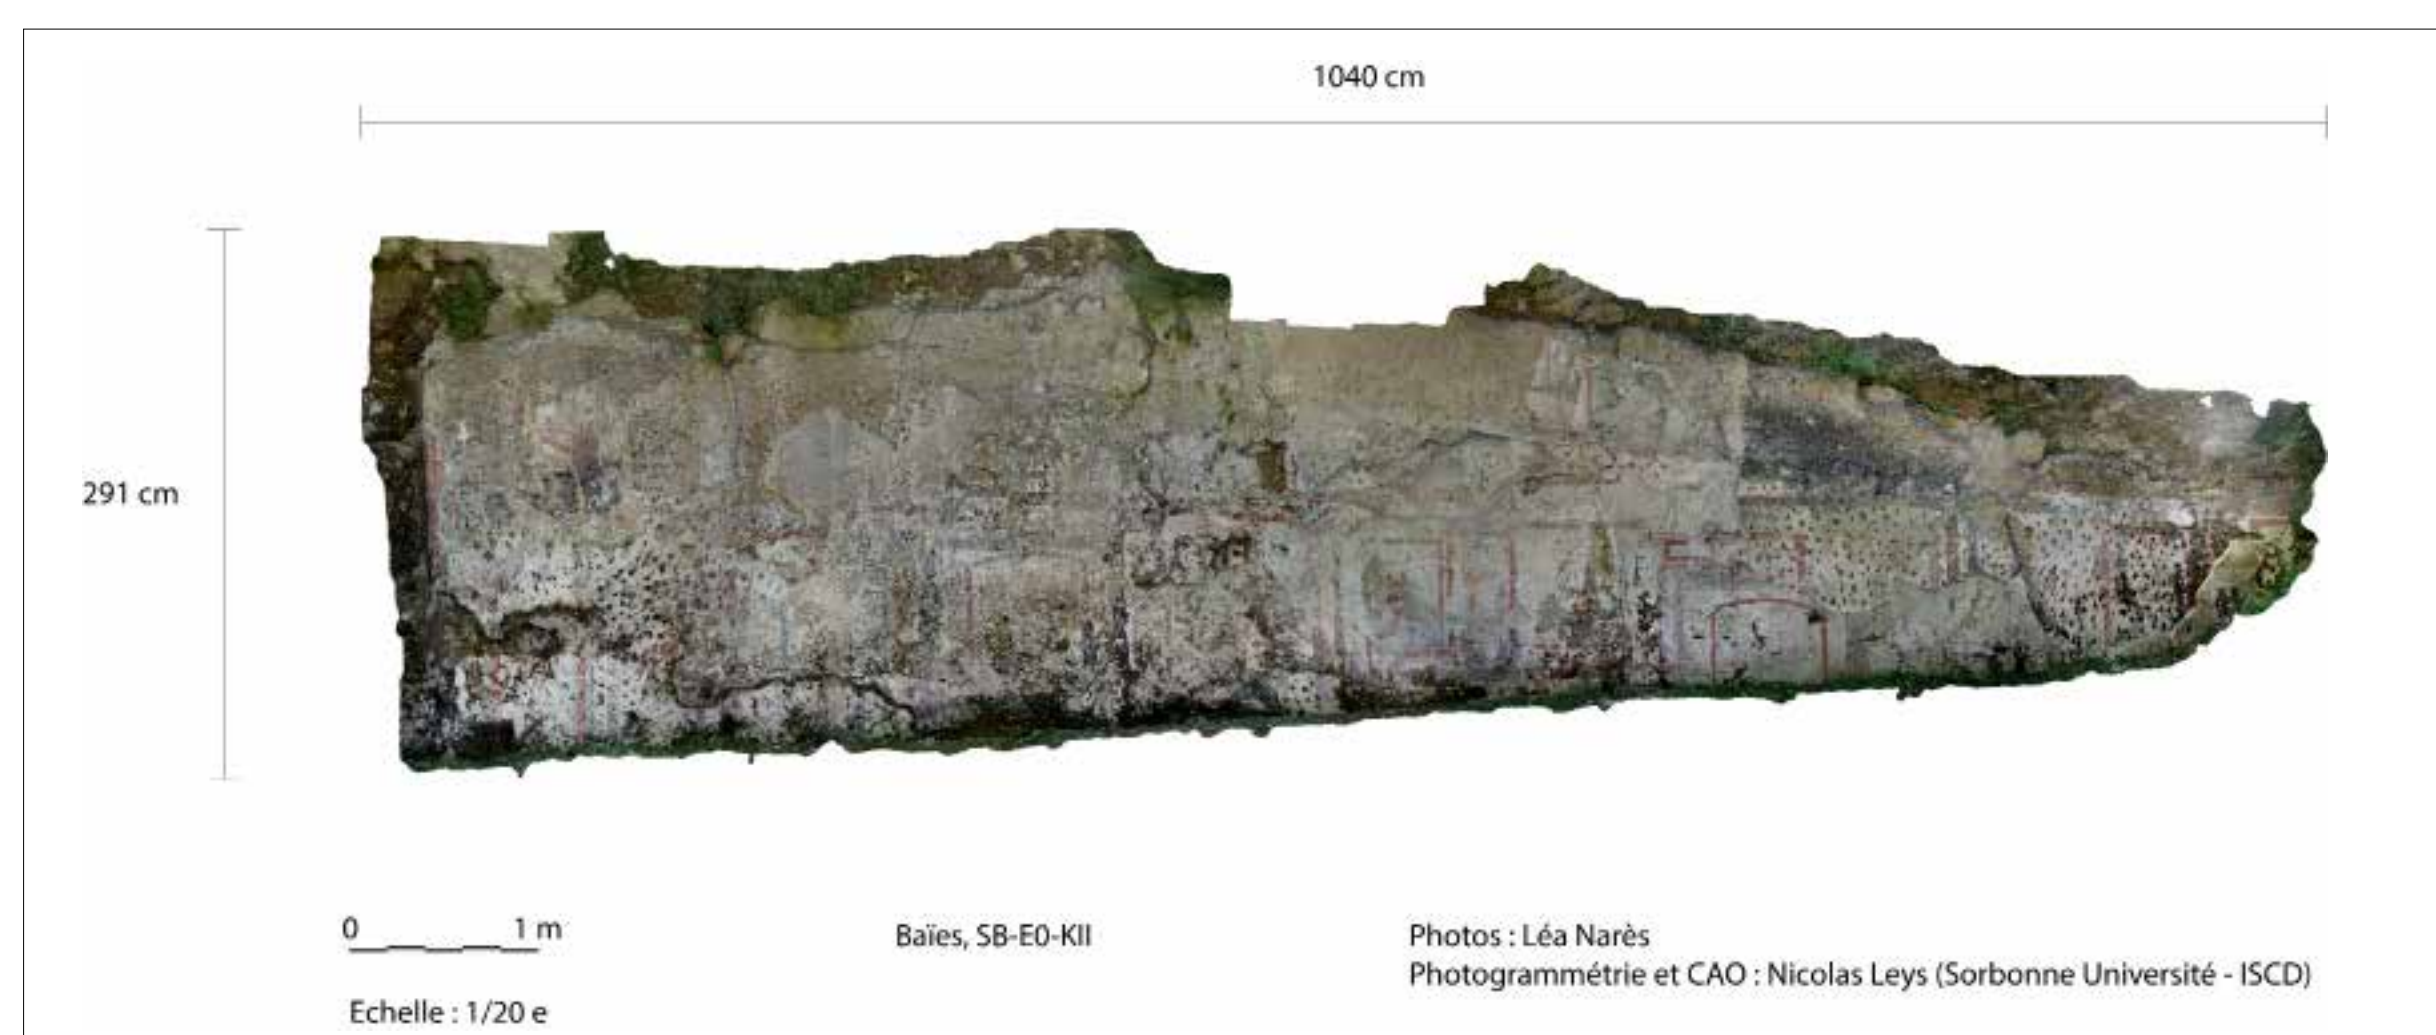 1040 cm
291 cm
0 1 m
Baïes, SB-E0-KII
Photos : Léa Narès
Photogrammétrie et CAO : Nicolas Leys (Sorbonne Université - ISCD)
Echelle : 1/20 e